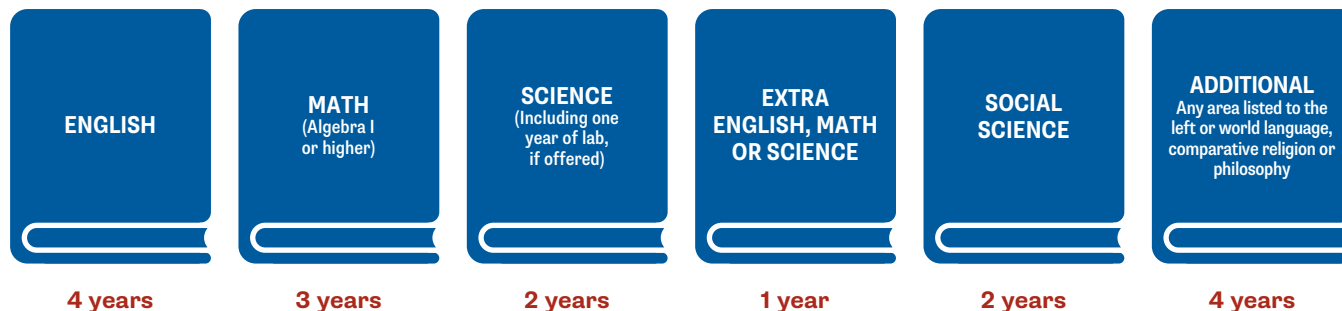 ENGLISH
4 years
MATH
(Algebra I
or higher)
3 years
SCIENCE
(Including one
year of lab,
if offered)
2 years
EXTRA
ENGLISH, MATH
OR SCIENCE
1 year
SOCIAL
SCIENCE
2 years
ADDITIONAL
Any area listed to the
left or world language,
comparative religion or
philosophy
4 years